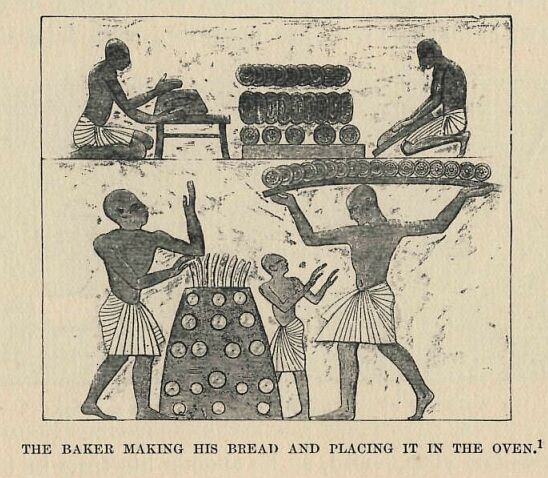 THE BAKER MAKING HIS BREAD AND PLACING IT IN THE OVEN.¹